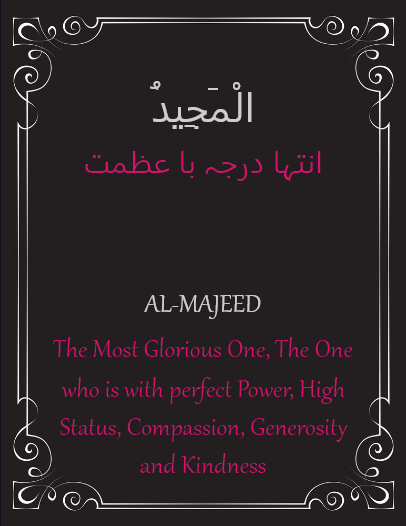 الْمَجِيدُ
انتہا درجہ با عظمت
AL-MAJEED
The Most Glorious One, The One
who is with perfect Power, High
Status, Compassion, Generosity
and Kindness